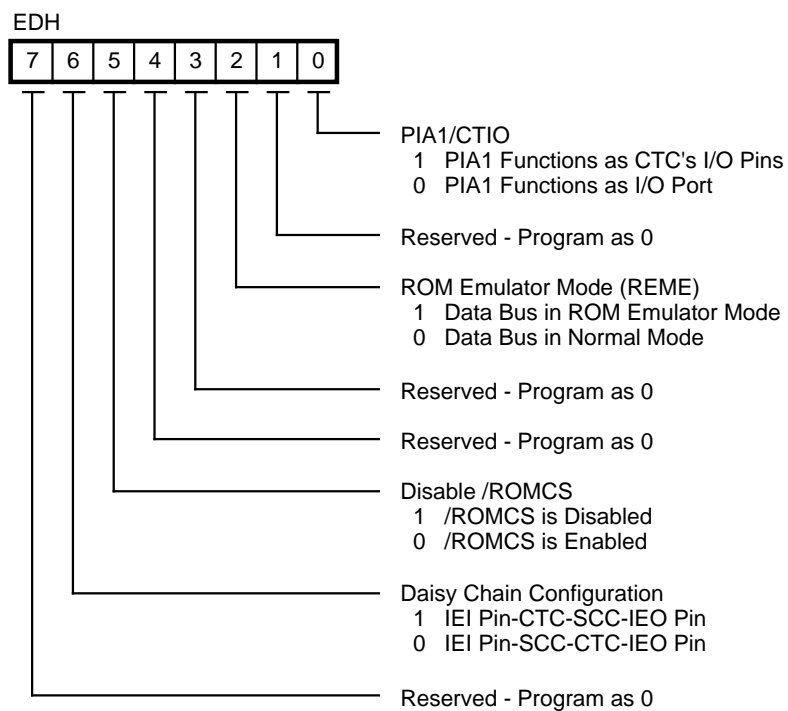 EDH
7 6 5 4 3 2 1 0
PIA1/CTIO
1 PIA1 Functions as CTC's I/O Pins
0 PIA1 Functions as I/O Port
Reserved - Program as 0
ROM Emulator Mode (REME)
1 Data Bus in ROM Emulator Mode
0 Data Bus in Normal Mode
Reserved - Program as 0
Reserved - Program as 0
Disable /ROMCS
1 /ROMCS is Disabled
0 /ROMCS is Enabled
Daisy Chain Configuration
1 IEI Pin-CTC-SCC-IEO Pin
0 IEI Pin-SCC-CTC-IEO Pin
Reserved - Program as 0